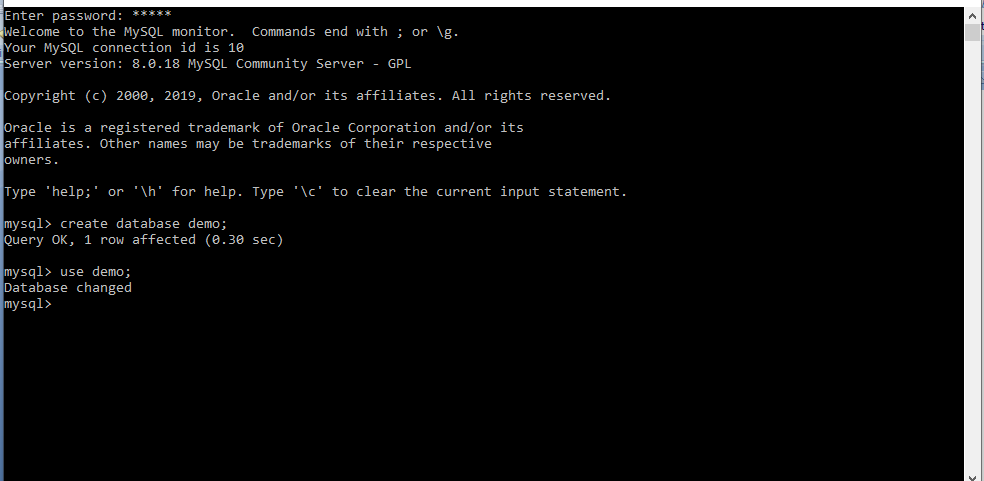 Enter password: *****
Welcome to the MySQL monitor.  Commands end with ; or \g.
Your MySQL connection id is 10
Server version: 8.0.18 MySQL Community Server - GPL
Copyright (c) 2000, 2019, Oracle and/or its affiliates. All rights reserved.
Oracle is a registered trademark of Oracle Corporation and/or its
affiliates. Other names may be trademarks of their respective
owners.
Type 'help;' or '\h' for help. Type '\c' to clear the current input statement.
mysql> create database demo;
Query OK, 1 row affected (0.30 sec)
mysql> use demo;
Database changed
mysql>